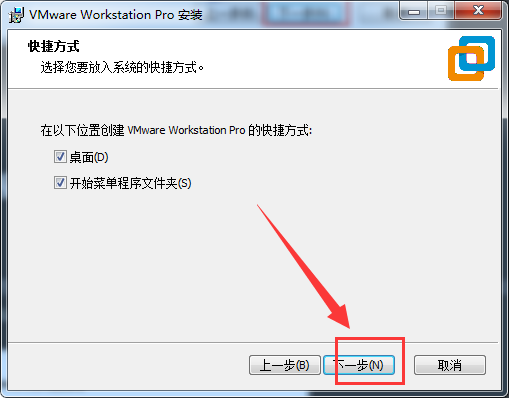 VMware Workstation Pro 安装
快捷方式
选择您要放入系统的快捷方式。
在以下位置创建 VMware Workstation Pro 的快捷方式:
桌面(D)
开始菜单程序文件夹(S)
上一步(B) 下一步(N) 取消